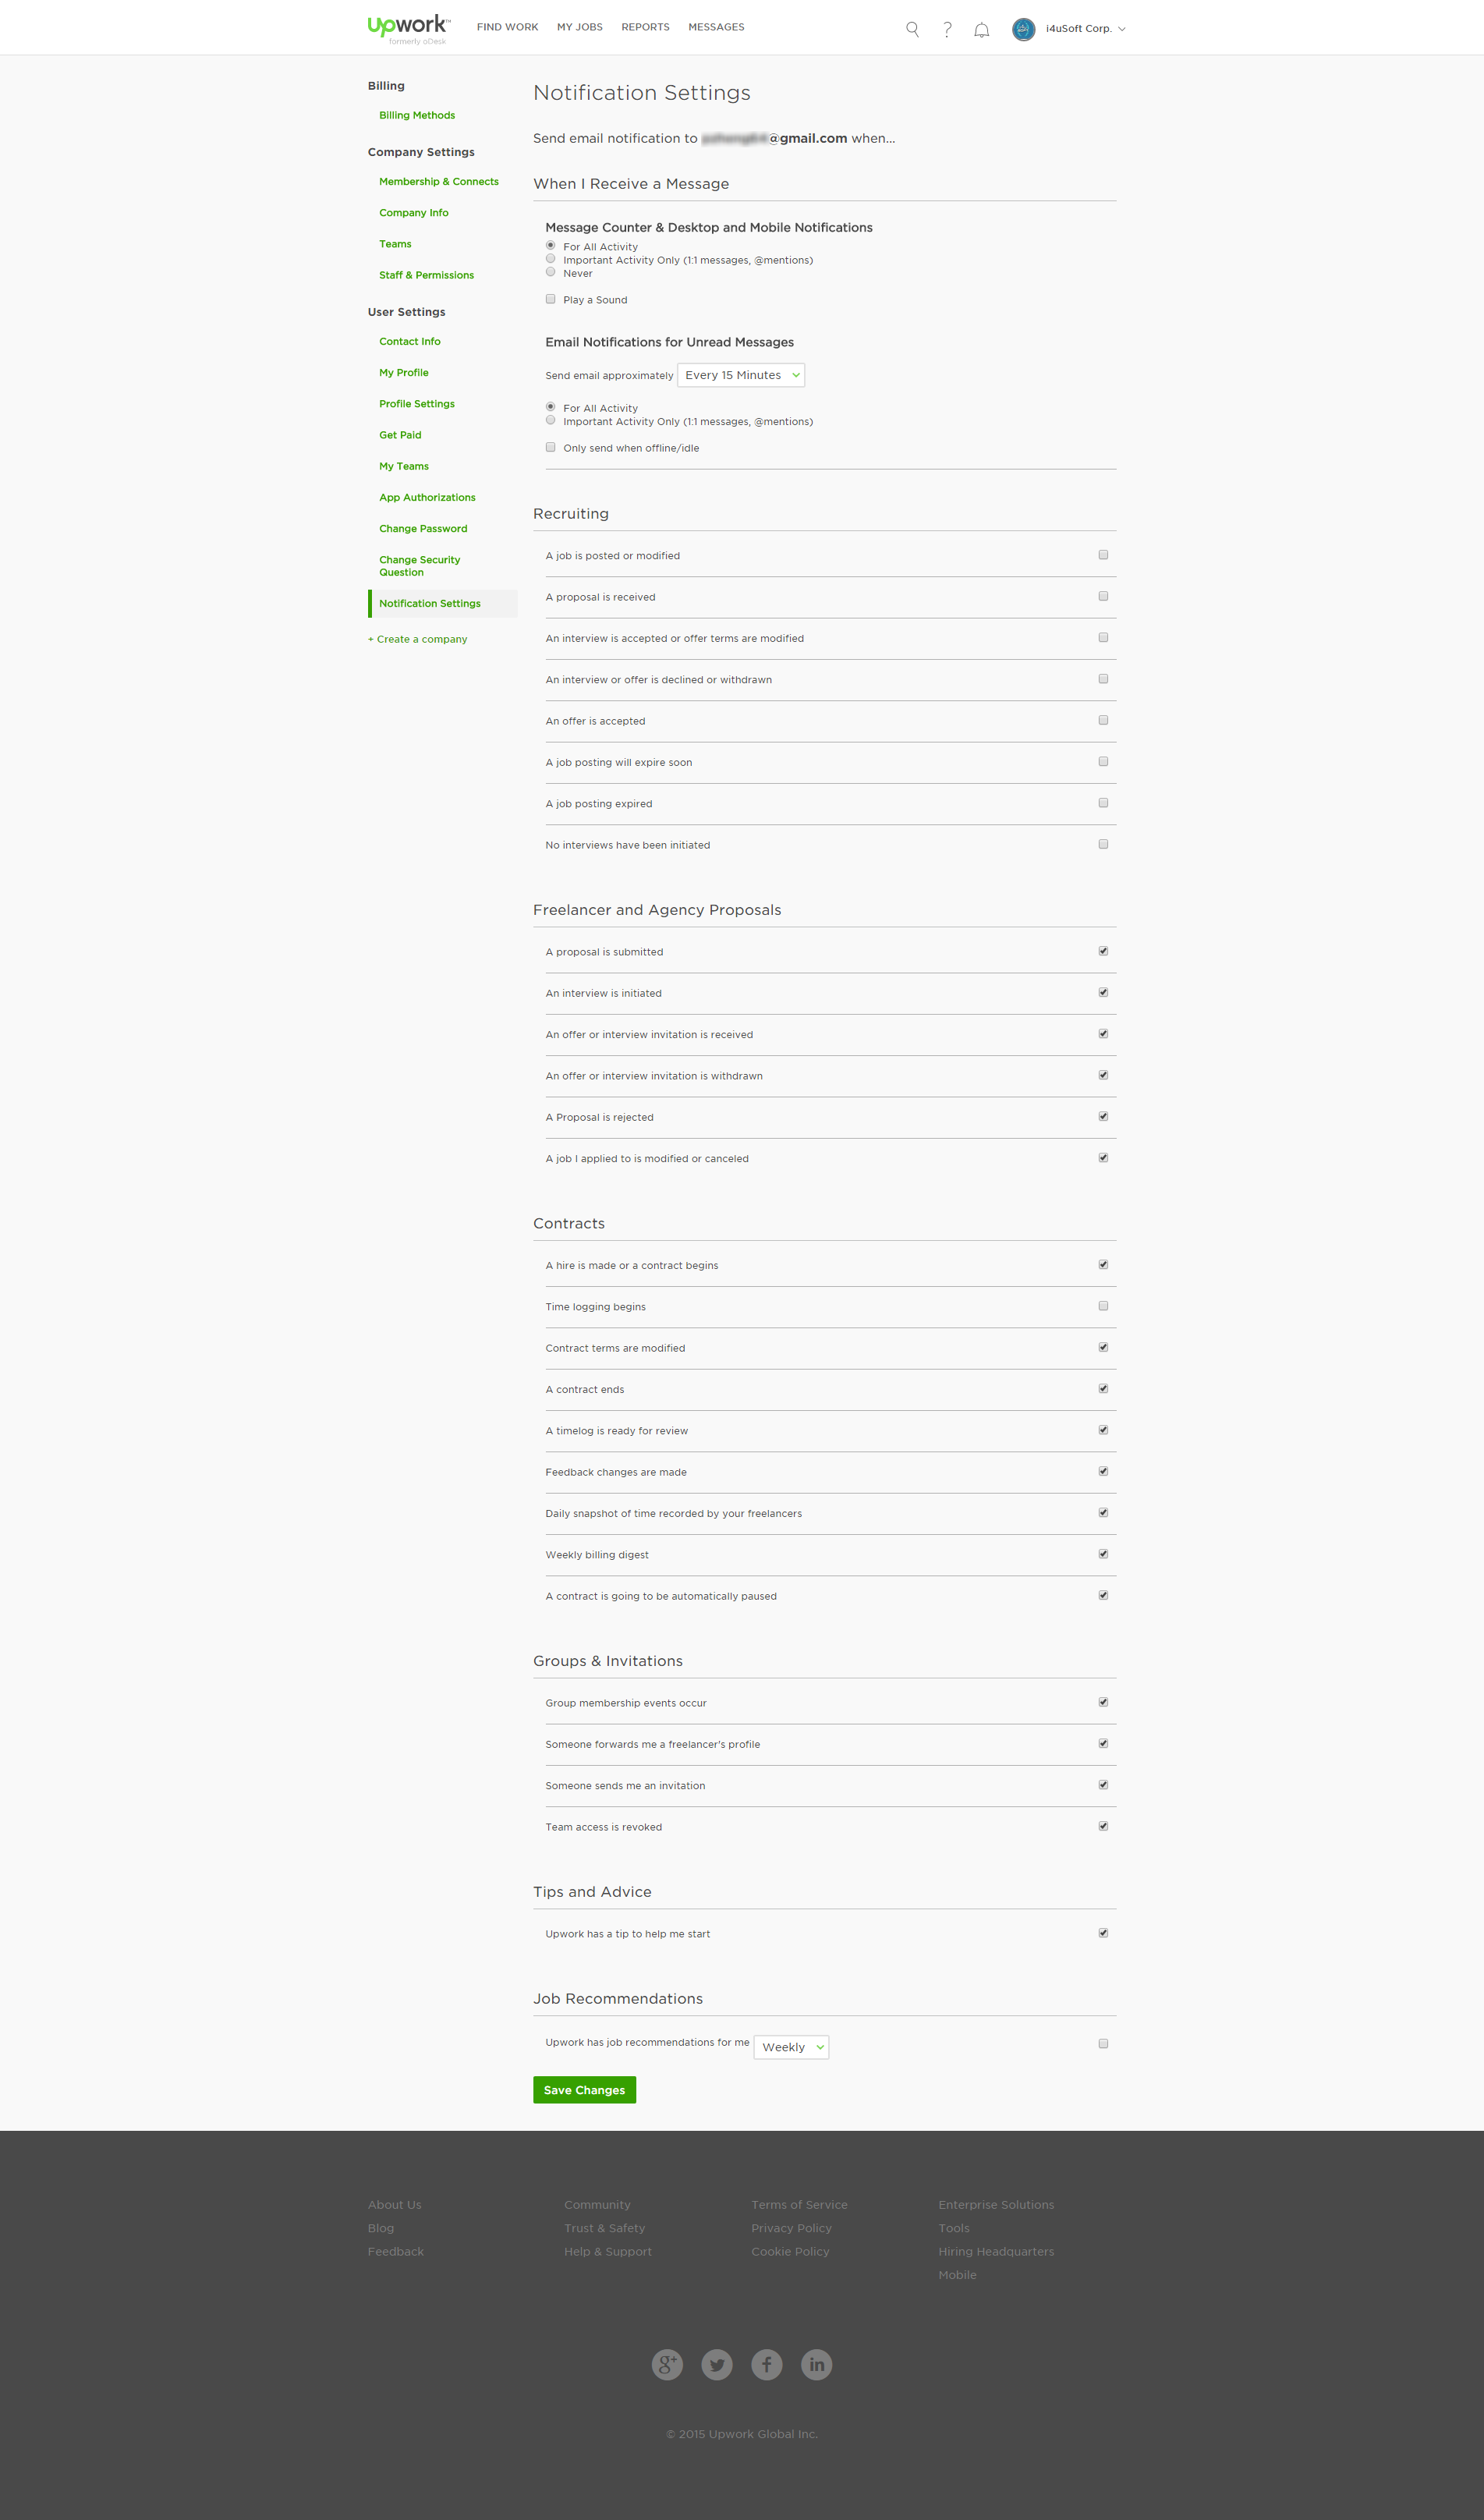 Upwork™
formerly oDesk
FIND WORK
MY JOBS
REPORTS
MESSAGES
i4uSoft Corp.
Billing
Billing Methods
Company Settings
Membership & Connects
Company Info
Teams
Staff & Permissions
User Settings
Contact Info
My Profile
Profile Settings
Get Paid
My Teams
App Authorizations
Change Password
Change Security
Question
Notification Settings
+ Create a company
Notification Settings
Send email notification to @gmail.com when...
When I Receive a Message
Message Counter & Desktop and Mobile Notifications
For All Activity
Important Activity Only (1:1 messages, @mentions)
Never
Play a Sound
Email Notifications for Unread Messages
Send email approximately Every 15 Minutes
For All Activity
Important Activity Only (1:1 messages, @mentions)
Only send when offline/idle
Recruiting
A job is posted or modified
A proposal is received
An interview is accepted or offer terms are modified
An interview or offer is declined or withdrawn
An offer is accepted
A job posting will expire soon
A job posting expired
No interviews have been initiated
Freelancer and Agency Proposals
A proposal is submitted
An interview is initiated
An offer or interview invitation is received
An offer or interview invitation is withdrawn
A Proposal is rejected
A job I applied to is modified or canceled
Contracts
A hire is made or a contract begins
Time logging begins
Contract terms are modified
A contract ends
A timelog is ready for review
Feedback changes are made
Daily snapshot of time recorded by your freelancers
Weekly billing digest
A contract is going to be automatically paused
Groups & Invitations
Group membership events occur
Someone forwards me a freelancer's profile
Someone sends me an invitation
Team access is revoked
Tips and Advice
Upwork has a tip to help me start
Job Recommendations
Upwork has job recommendations for me Weekly
Save Changes
About Us
Blog
Feedback
Community
Trust & Safety
Help & Support
Terms of Service
Privacy Policy
Cookie Policy
Enterprise Solutions
Tools
Hiring Headquarters
Mobile
© 2015 Upwork Global Inc.